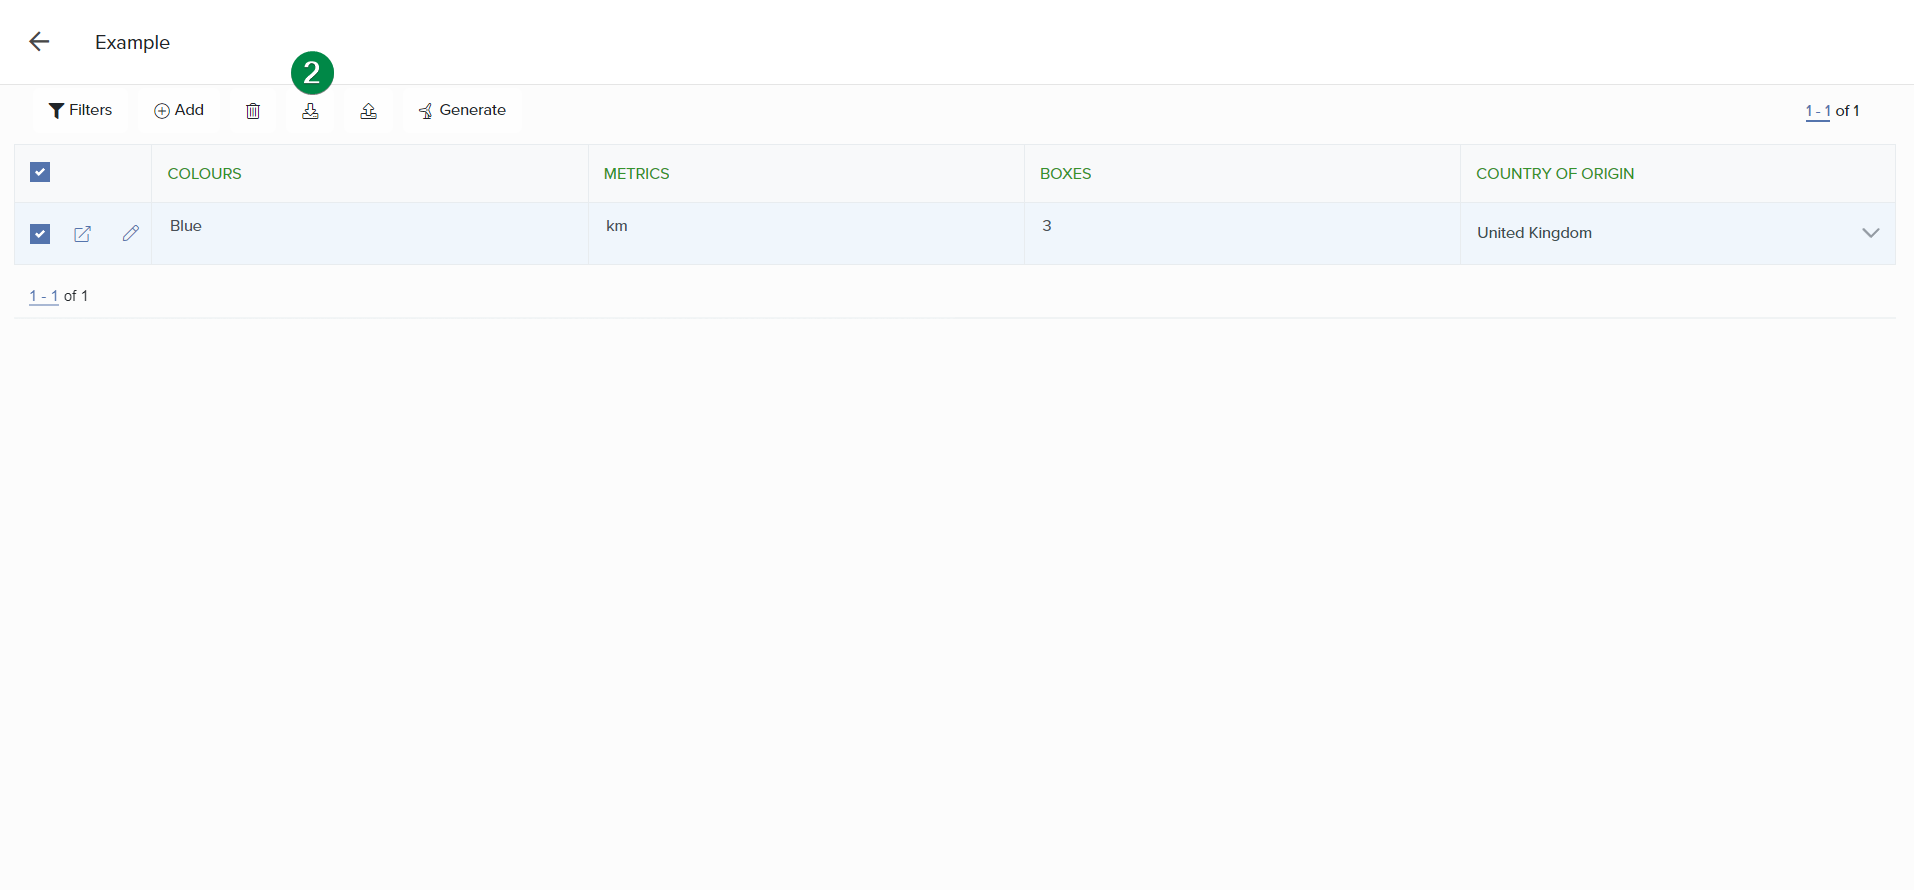 Example
2
Filters Add Generate 1 - 1 of 1
COLOURS METRICS BOXES COUNTRY OF ORIGIN
Blue km 3 United Kingdom
1 - 1 of 1